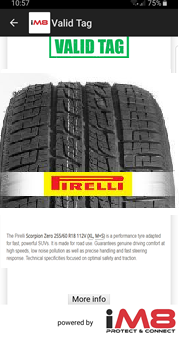 10:57
75%
iM8 Valid Tag
VALID TAG
PIRELLI
The Pirelli Scorpion Zero 255/60 R18 112V (XL, M+S) is a performance tyre adapted
for fast, powerful SUVs. It is made for road use. Guarantees genuine driving comfort at
high speeds, low noise pollution as well as precise handling and fast steering
response. Technical specificities focused on optimal safety and traction.
More info
powered by iM8
PROTECT & CONNECT